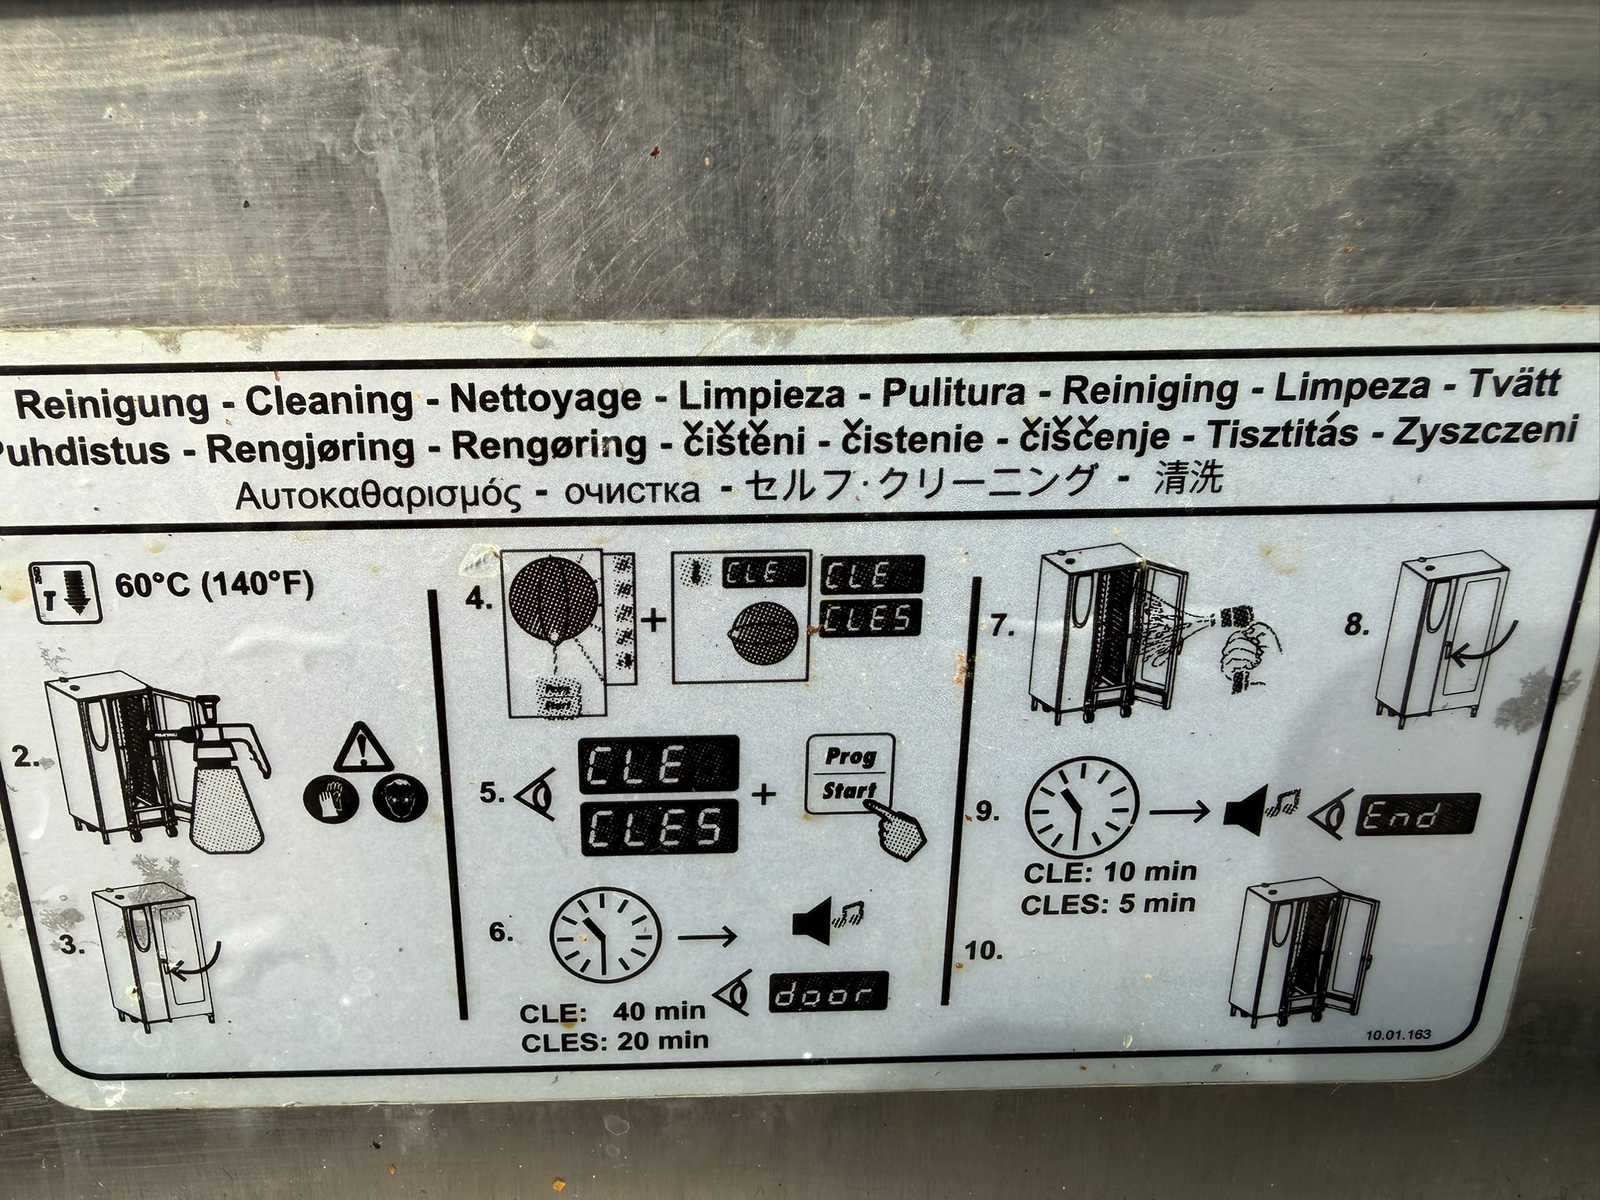 Reinigung - Cleaning - Nettoyage - Limpieza - Pulitura - Reiniging - Limpeza - Tvätt
Puhdistus - Rengjøring - Rengøring - čištěni - čistenie - čiščenje - Tisztitás - Zyszczeni
Αυτοκαθαρισμός - очистка - セルフ・クリーニング - 清洗
T
60°C (140°F)
2.
3.
4.
+
CLE
CLE
CLES
5.
CLE
CLES
+
Prog
Start
6.
door
CLE: 40 min
CLES: 20 min
7.
8.
9.
End
CLE: 10 min
CLES: 5 min
10.
10.01.163